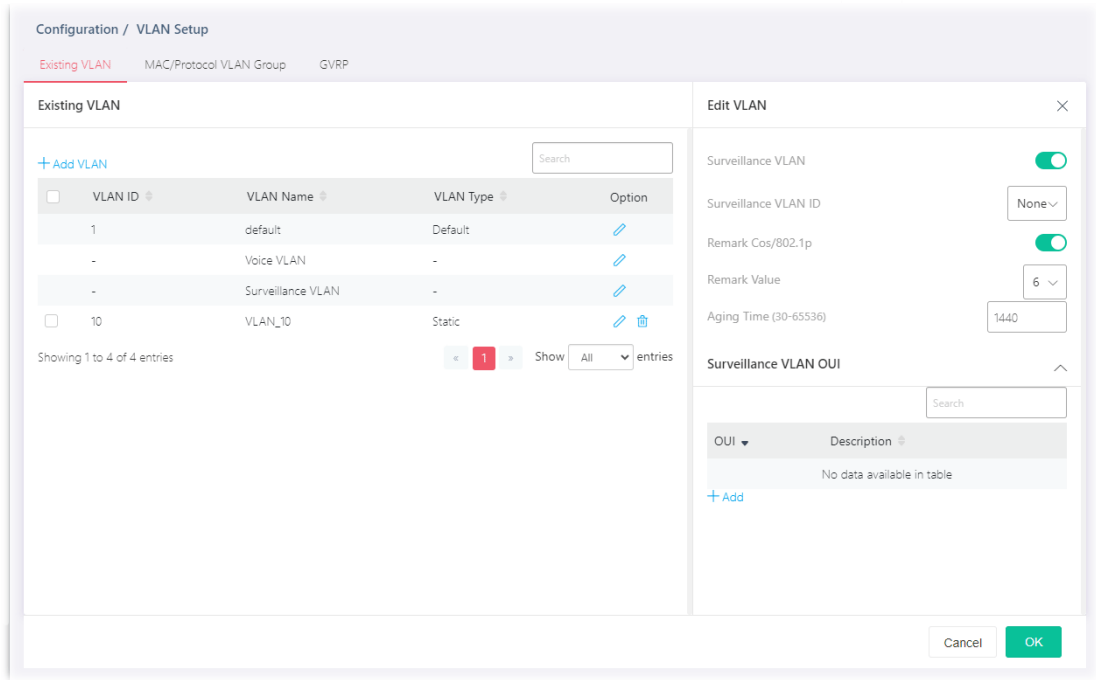 Configuration / VLAN Setup
Existing VLAN MAC/Protocol VLAN Group GVRP
Existing VLAN
+ Add VLAN
Search
VLAN ID VLAN Name VLAN Type Option
1 default Default
- Voice VLAN -
- Surveillance VLAN -
10 VLAN_10 Static
Showing 1 to 4 of 4 entries
« 1 » Show All entries
Edit VLAN
Surveillance VLAN
Surveillance VLAN ID None
Remark Cos/802.1p
Remark Value 6
Aging Time (30-65536) 1440
Surveillance VLAN OUI
Search
OUI Description
No data available in table
+ Add
Cancel OK